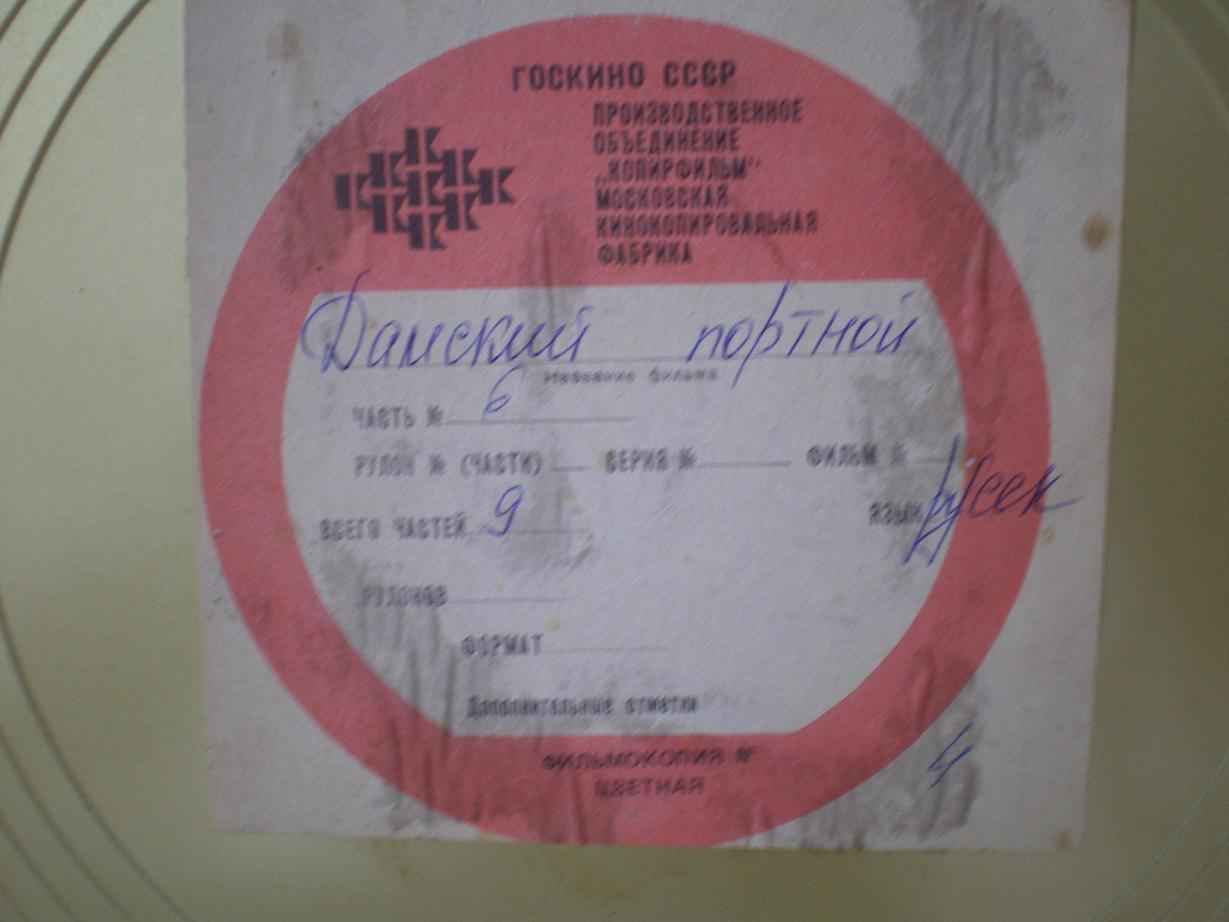 ГОСКИНО СССР
ПРОИЗВОДСТВЕННОЕ
ОБЪЕДИНЕНИЕ
„КОПИРФИЛЬМ“
МОСКОВСКАЯ
КИНОКОПИРОВАЛЬНАЯ
ФАБРИКА
Дамский портной
Название фильма
ЧАСТЬ № 6
РУЛОН № (ЧАСТИ) СЕРИЯ № ФИЛЬМ №
ВСЕГО ЧАСТЕЙ 9 ЯЗЫК русск
РУЛОНОВ
ФОРМАТ
Дополнительные отметки
ФИЛЬМОКОПИЯ №
ЦВЕТНАЯ
4